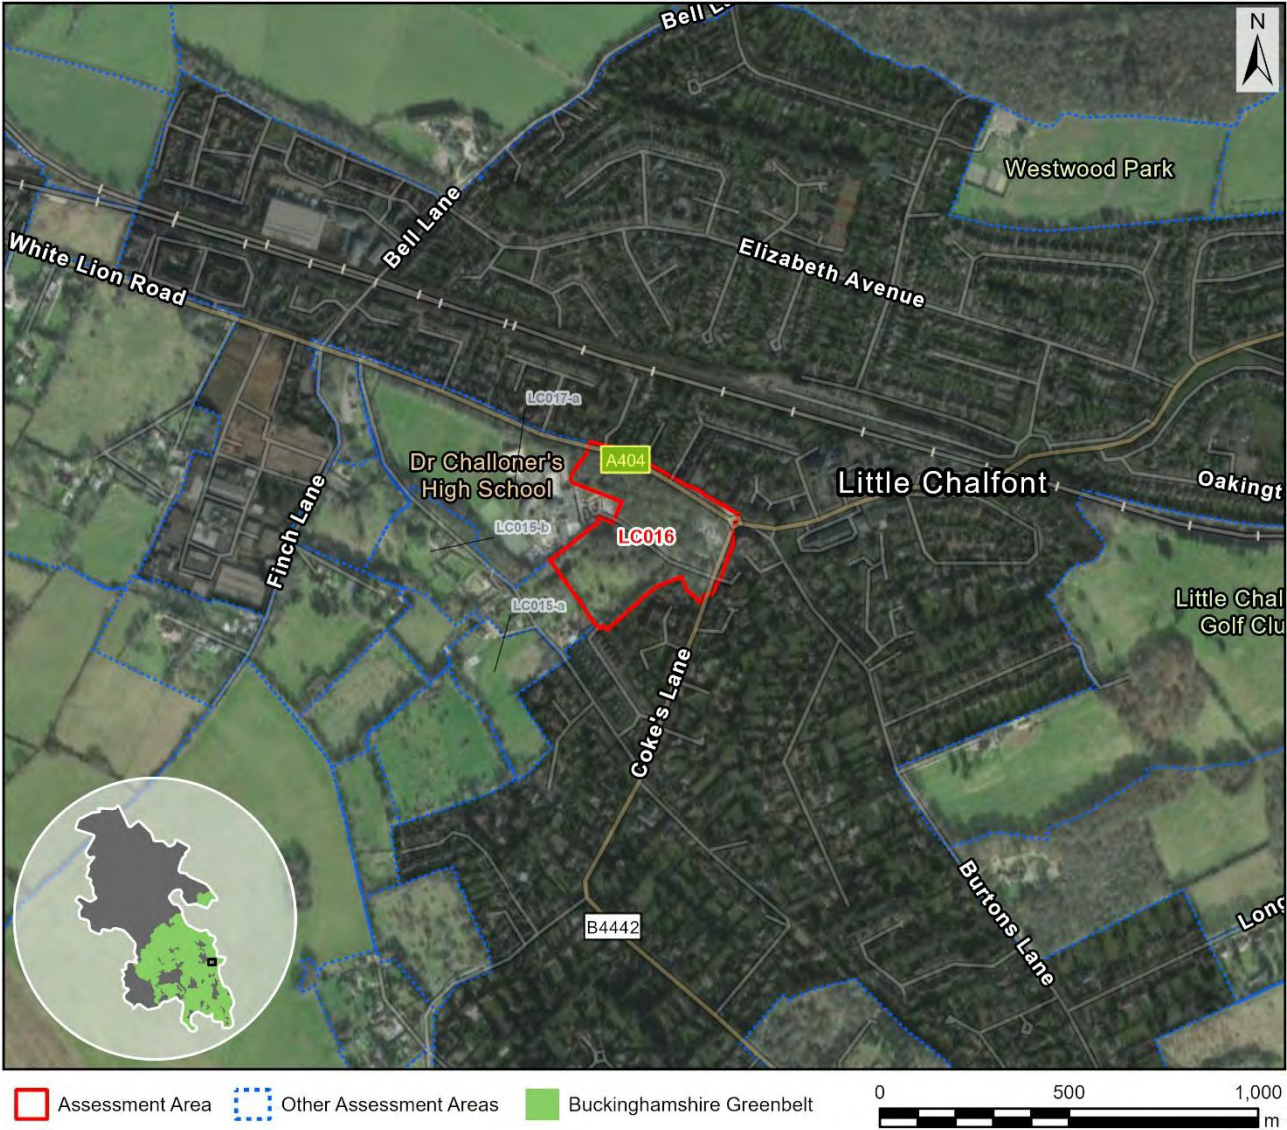 Bell L
N
Westwood Park
Bell Lane
White Lion Road
Elizabeth Avenue
LC017-a
A404
Dr Challoner's
High School
Little Chalfont
Oakingt
LC015-b
LC016
Finch Lane
LC015-a
Little Chal
Golf Clu
Coke's Lane
Burtons Lane
Long
B4442
Assessment Area
Other Assessment Areas
Buckinghamshire Greenbelt
0 500 1,000
m